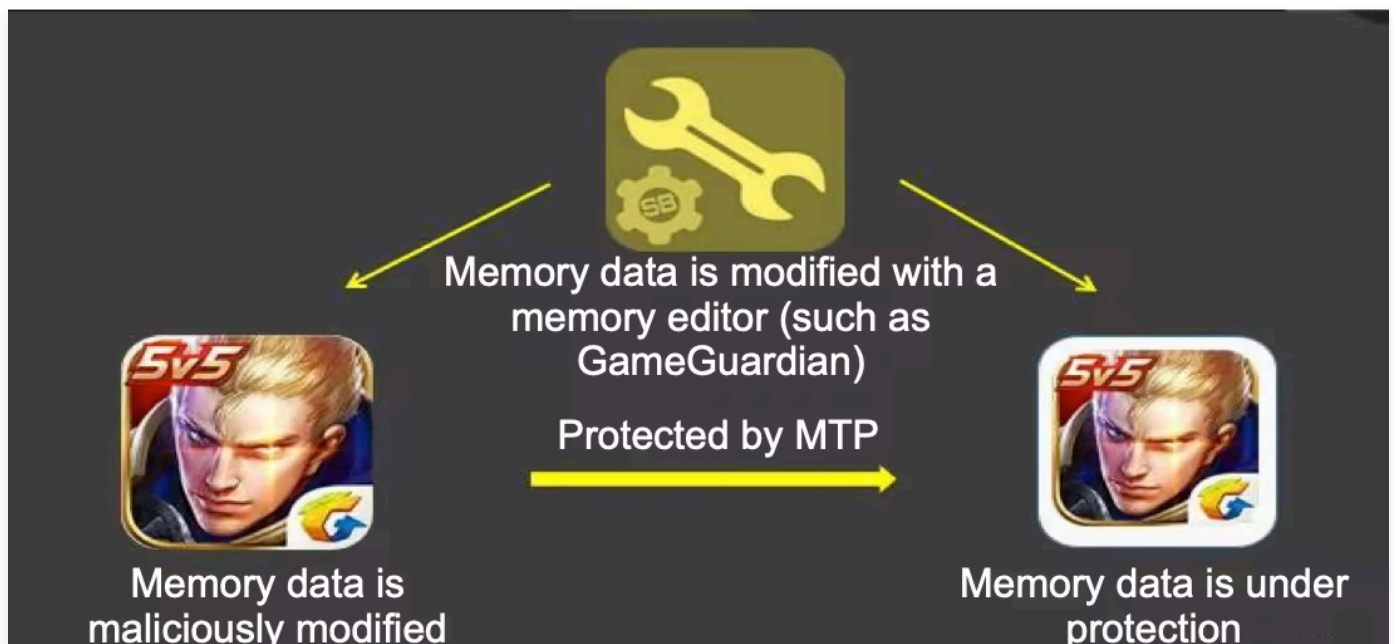 SB
Memory data is modified with a
memory editor (such as
GameGuardian)
5v5
5v5
Protected by MTP
Memory data is
maliciously modified
Memory data is under
protection